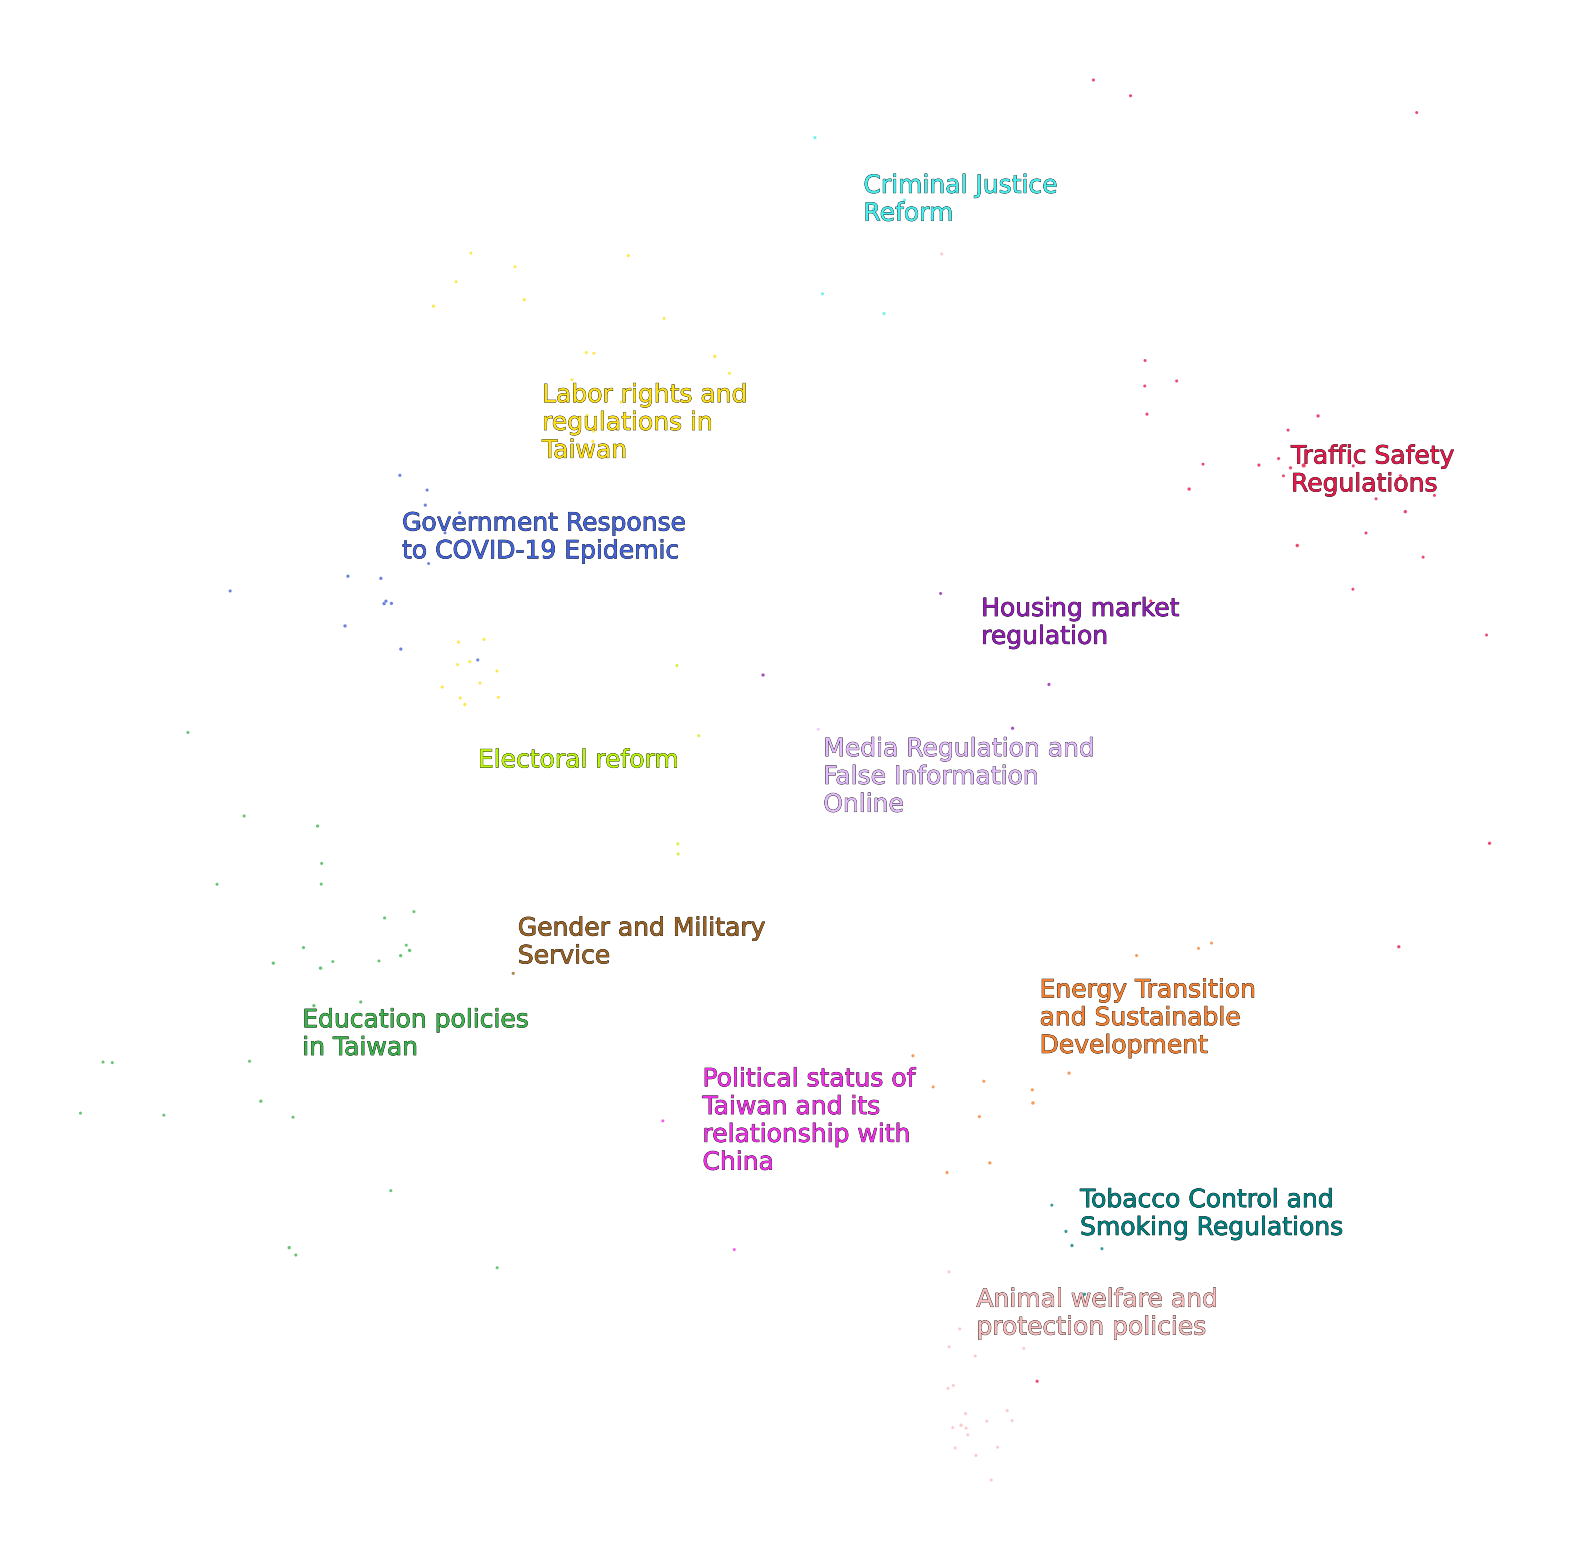 Criminal Justice
Reform
Labor rights and
regulations in
Taiwan
Traffic Safety
Regulations
Government Response
to COVID-19 Epidemic
Housing market
regulation
Electoral reform
Media Regulation and
False Information
Online
Gender and Military
Service
Energy Transition
and Sustainable
Development
Education policies
in Taiwan
Political status of
Taiwan and its
relationship with
China
Tobacco Control and
Smoking Regulations
Animal welfare and
protection policies